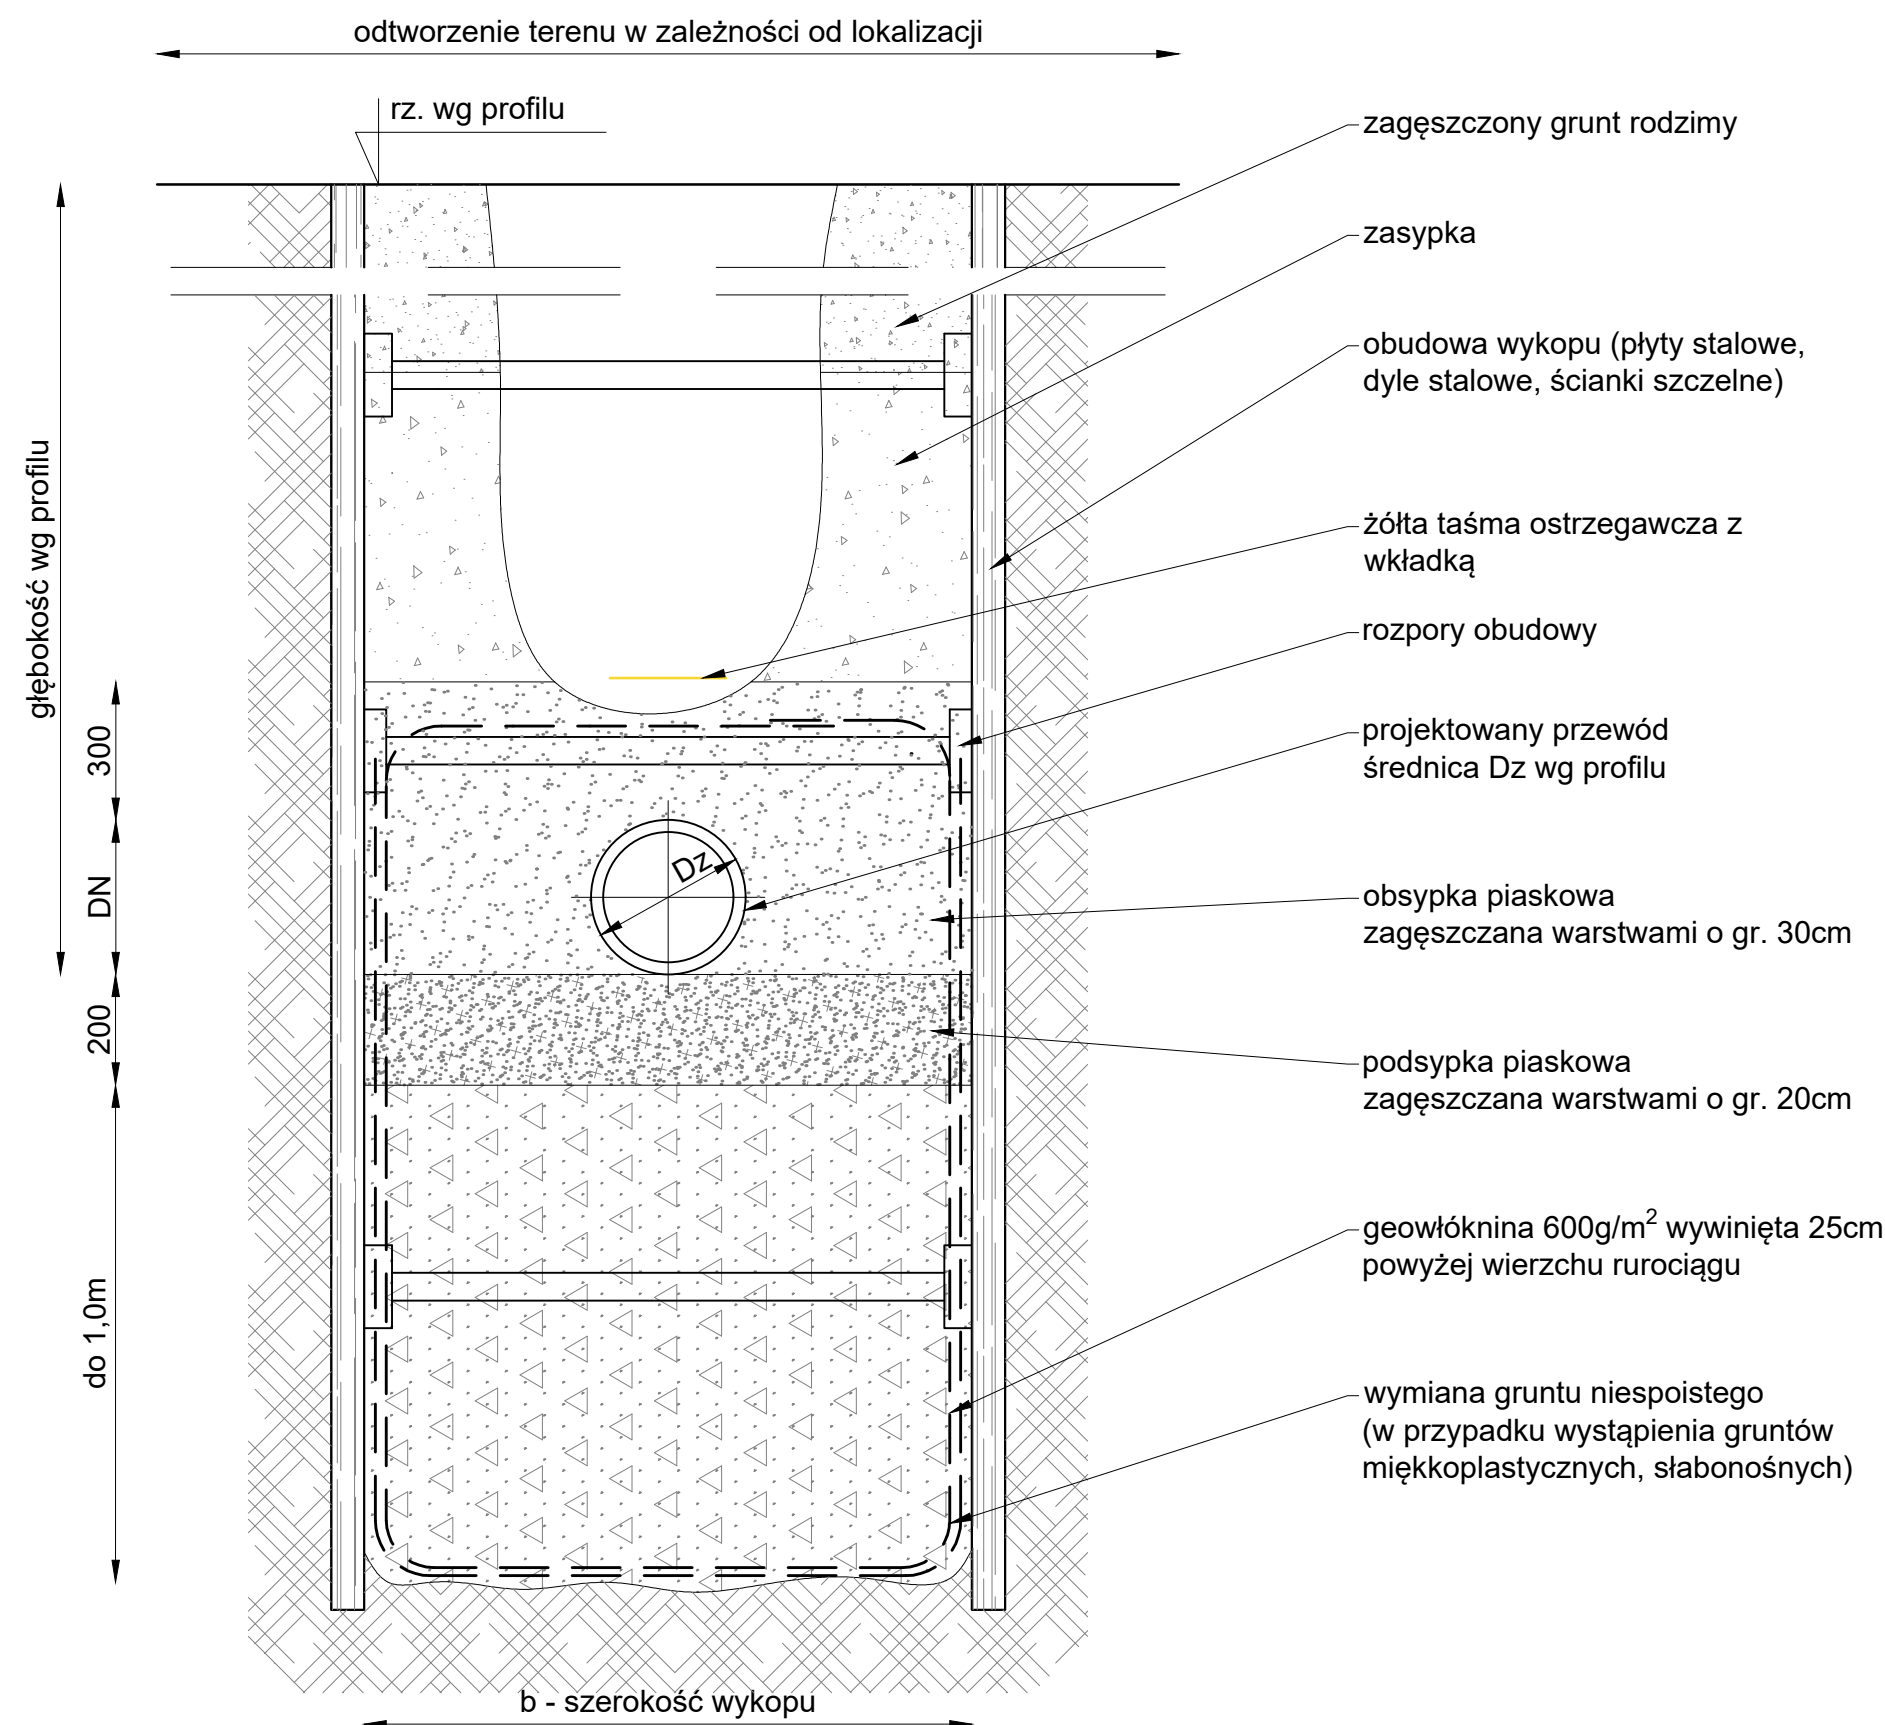 odtworzenie terenu w zależności od lokalizacji
rz. wg profilu
zagęszczony grunt rodzimy
zasypka
obudowa wykopu (płyty stalowe,
dyle stalowe, ścianki szczelne)
żółta taśma ostrzegawcza z
wkładką
rozpory obudowy
projektowany przewód
średnica Dz wg profilu
obsypka piaskowa
zagęszczana warstwami o gr. 30cm
podsypka piaskowa
zagęszczana warstwami o gr. 20cm
geowłóknina 600g/m² wywinięta 25cm
powyżej wierzchu rurociągu
wymiana gruntu niespoistego
(w przypadku wystąpienia gruntów
miękkoplastycznych, słabonośnych)
głębokość wg profilu
300
DN
200
do 1,0m
Dz
b - szerokość wykopu